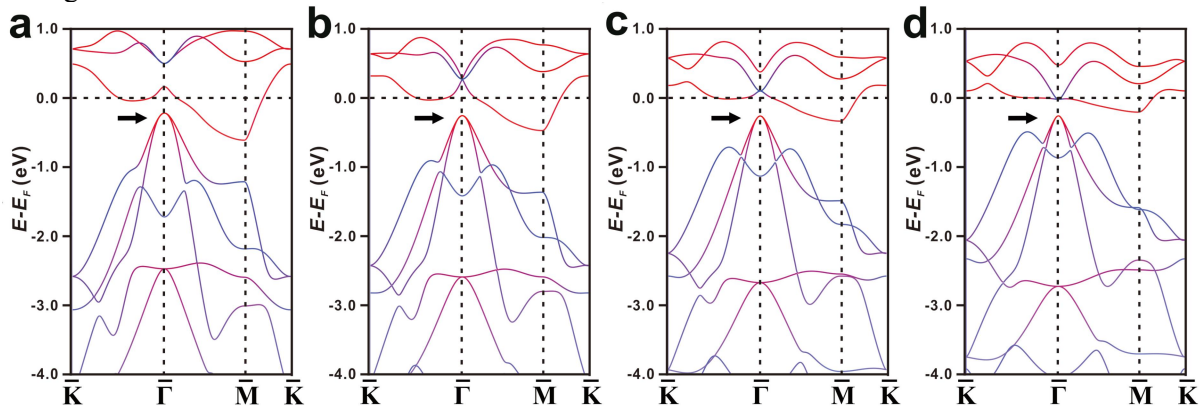 a b c d
1.0 1.0 1.0 1.0
0.0 0.0 0.0 0.0
-1.0 -1.0 -1.0 -1.0
-2.0 -2.0 -2.0 -2.0
-3.0 -3.0 -3.0 -3.0
-4.0 -4.0 -4.0 -4.0
E-E_F (eV) E-E_F (eV) E-E_F (eV) E-E_F (eV)
K̅ Γ̅ M̅ K̅ K̅ Γ̅ M̅ K̅ K̅ Γ̅ M̅ K̅ K̅ Γ̅ M̅ K̅